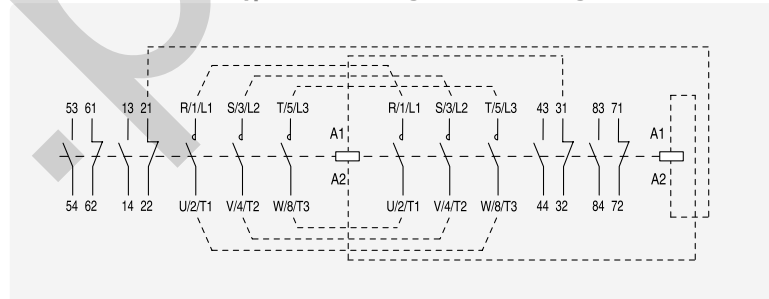 53 61 13 21 R/1/L1 S/3/L2 T/5/L3 R/1/L1 S/3/L2 T/5/L3 43 31 83 71
A1 A1
A2 A2
54 62 14 22 U/2/T1 V/4/T2 W/8/T3 U/2/T1 V/4/T2 W/8/T3 44 32 84 72